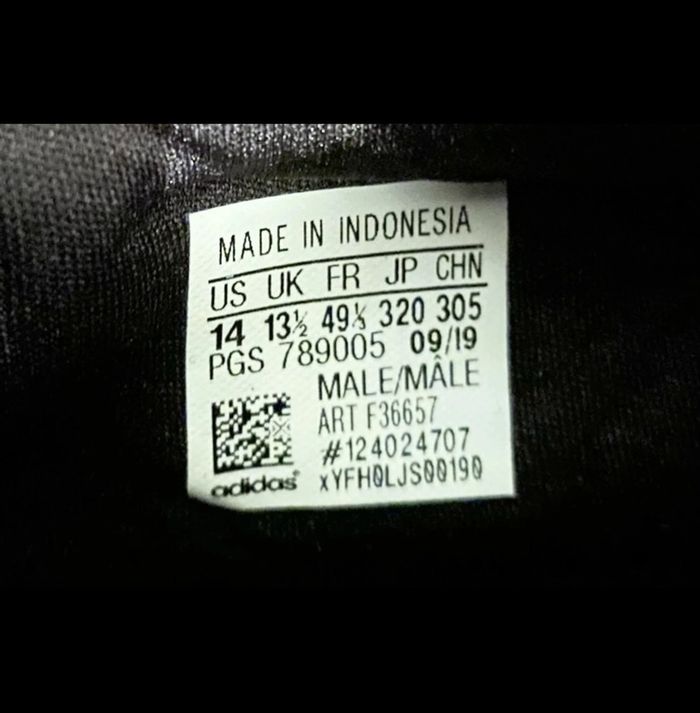 MADE IN INDONESIA
US UK FR JP CHN
14 13½ 49⅓ 320 305
PGS 789005 09/19
MALE/MÂLE
ART F36657
#124024707
xYFH0LJS00190
adidas®